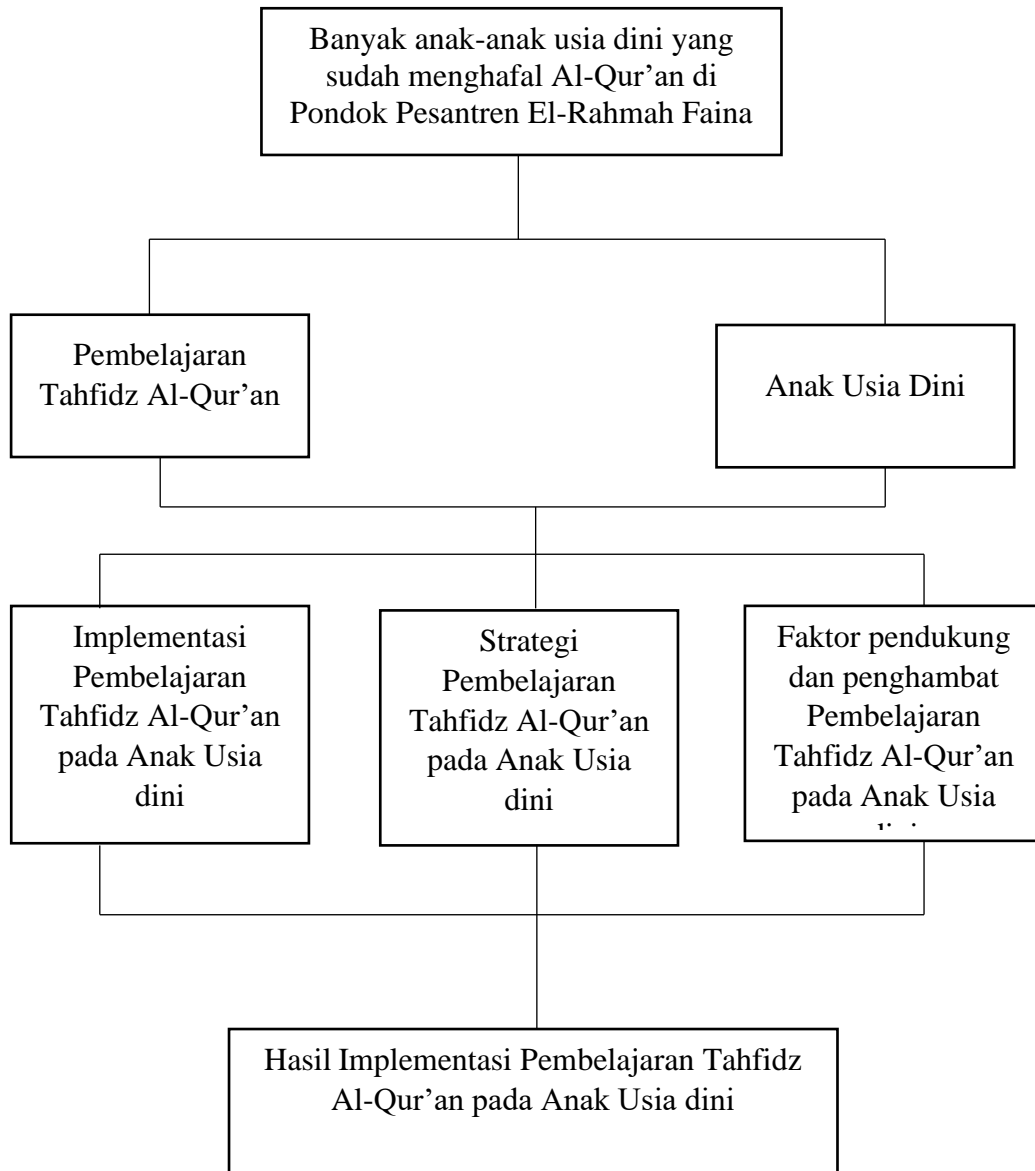 Banyak anak-anak usia dini yang
sudah menghafal Al-Qur’an di
Pondok Pesantren El-Rahmah Faina
Pembelajaran
Tahfidz Al-Qur’an
Anak Usia Dini
Implementasi
Pembelajaran
Tahfidz Al-Qur’an
pada Anak Usia
dini
Strategi
Pembelajaran
Tahfidz Al-Qur’an
pada Anak Usia
dini
Faktor pendukung
dan penghambat
Pembelajaran
Tahfidz Al-Qur’an
pada Anak Usia
Hasil Implementasi Pembelajaran Tahfidz
Al-Qur’an pada Anak Usia dini